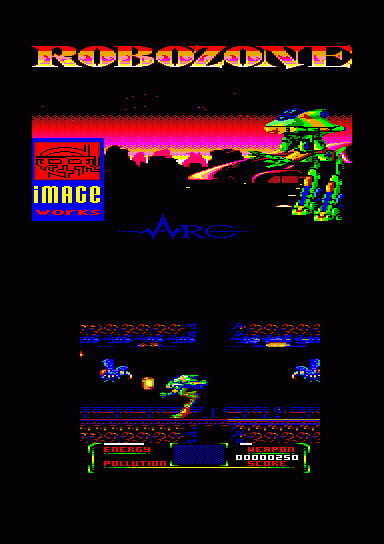 ROBOZONE
iMAGE
works
ARC
ENERGY
WEAPON
00000250
POLLUTION
SCORE